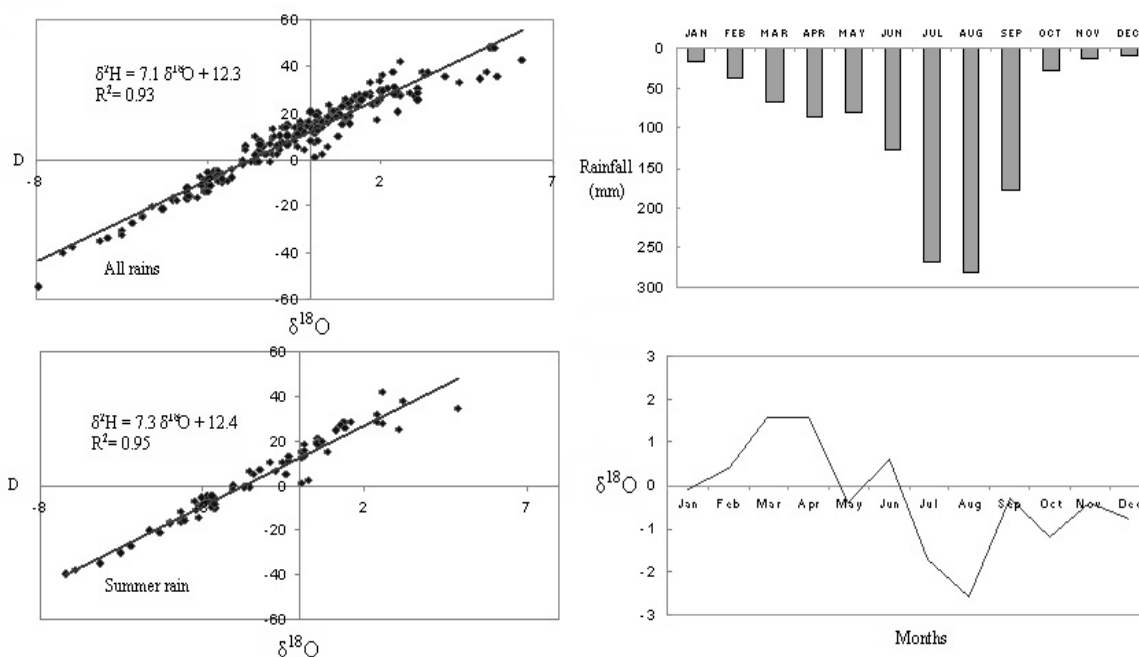 60
40
20
0
-20
-40
-60
δ²H = 7.1 δ¹⁸O + 12.3
R²= 0.93
D
-8
2
7
All rains
δ¹⁸O
JAN FEB MAR APR MAY JUN JUL AUG SEP OCT NOV DEC
0
50
100
150
200
250
300
Rainfall
(mm)
60
40
20
0
-20
-40
-60
δ²H = 7.3 δ¹⁸O + 12.4
R²= 0.95
D
-8
2
7
Summer rain
δ¹⁸O
3
2
1
0
-1
-2
-3
δ¹⁸O
Jan Feb Mar Apr May Jun Jul Aug Sep Oct Nov Dec
Months